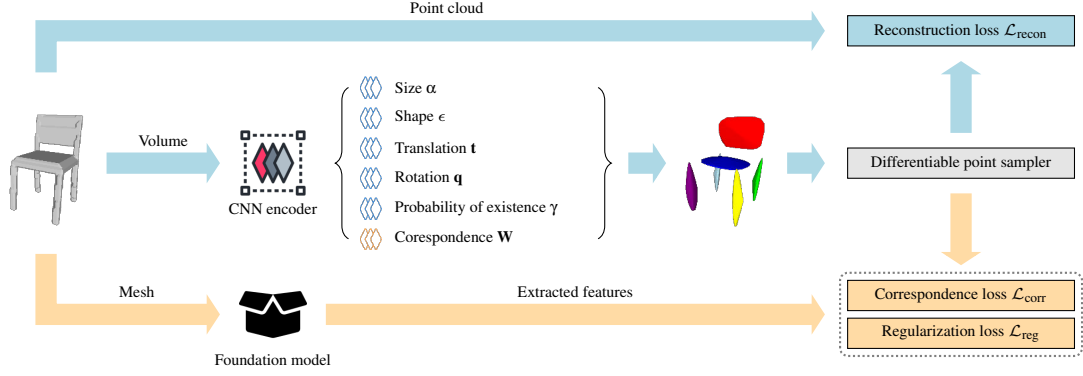 Point cloud
Reconstruction loss ℒrecon
Size α
Shape ϵ
Volume
Translation t
Differentiable point sampler
Rotation q
CNN encoder
Probability of existence γ
Corespondence W
Mesh
Extracted features
Correspondence loss ℒcorr
Regularization loss ℒreg
Foundation model